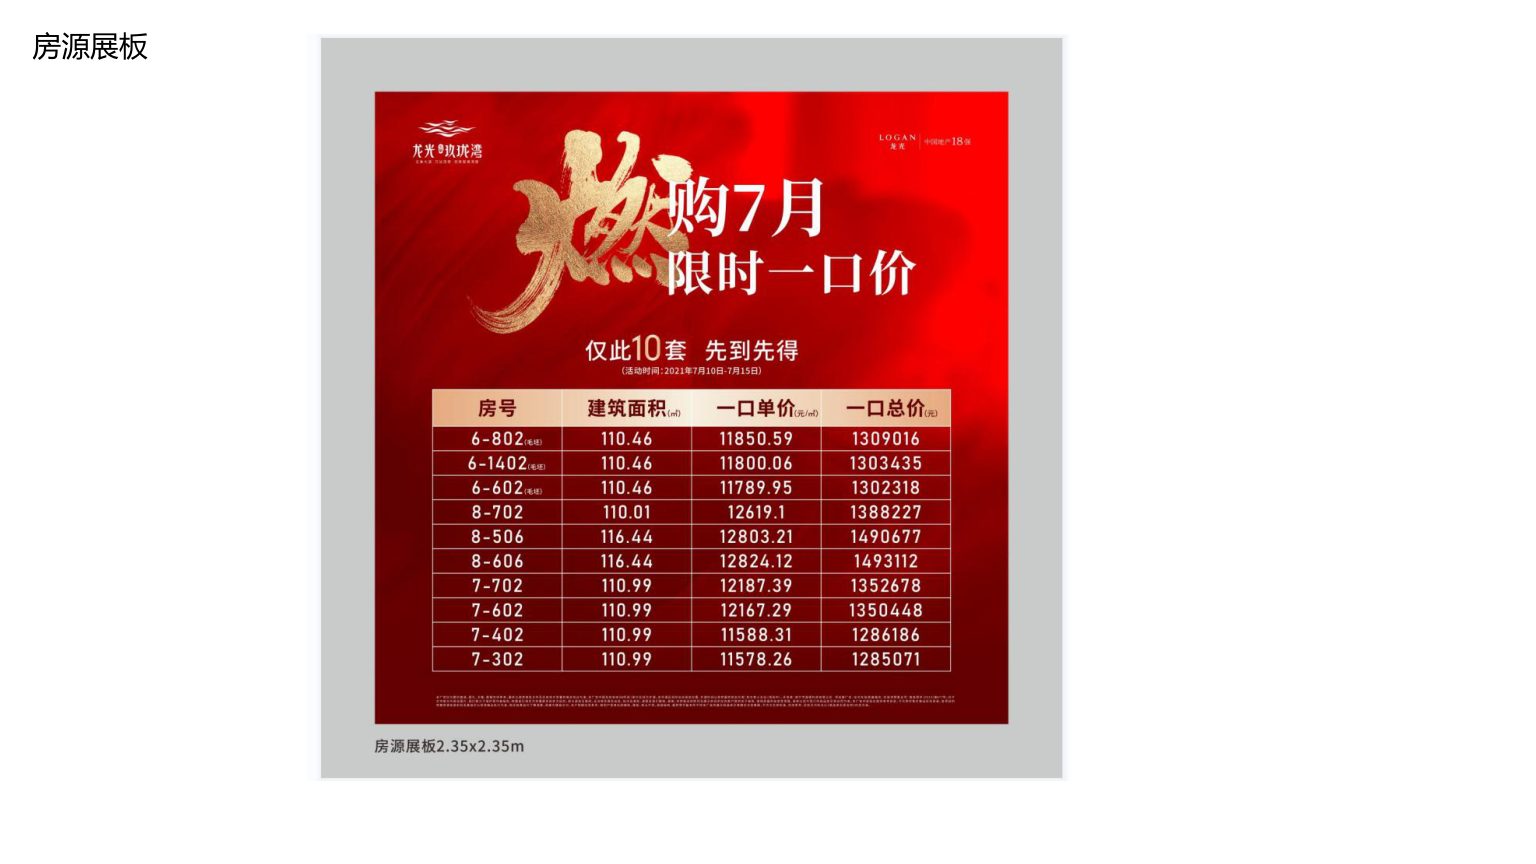 房源展板
龙光玖珑湾
LOGAN
龙光
中国地产18强
燃
购7月
限时一口价
仅此10套 先到先得
(活动时间:2021年7月10日-7月15日)
房号 建筑面积(㎡) 一口单价(元/㎡) 一口总价(元)
6-802(毛坯) 110.46 11850.59 1309016
6-1402(毛坯) 110.46 11800.06 1303435
6-602(毛坯) 110.46 11789.95 1302318
8-702 110.01 12619.1 1388227
8-506 116.44 12803.21 1490677
8-606 116.44 12824.12 1493112
7-702 110.99 12187.39 1352678
7-602 110.99 12167.29 1350448
7-402 110.99 11588.31 1286186
7-302 110.99 11578.26 1285071
房源展板2.35x2.35m